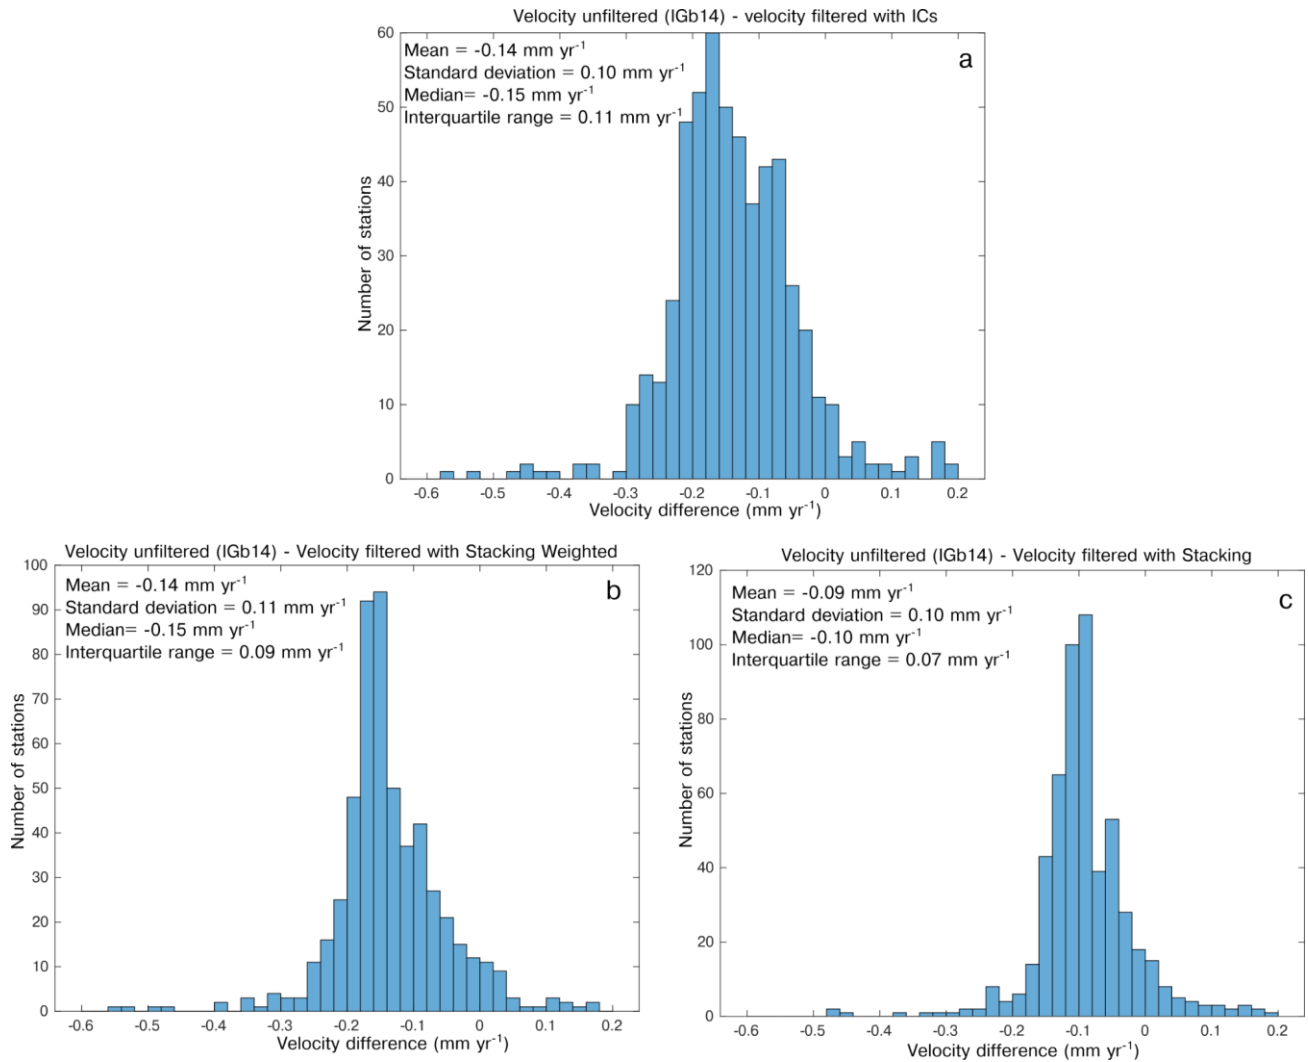 Velocity unfiltered (IGb14) - velocity filtered with ICs
a
Mean = -0.14 mm yr⁻¹
Standard deviation = 0.10 mm yr⁻¹
Median= -0.15 mm yr⁻¹
Interquartile range = 0.11 mm yr⁻¹
Number of stations
60
50
40
30
20
10
0
-0.6 -0.5 -0.4 -0.3 -0.2 -0.1 0 0.1 0.2
Velocity difference (mm yr⁻¹)
Velocity unfiltered (IGb14) - Velocity filtered with Stacking Weighted
b
Mean = -0.14 mm yr⁻¹
Standard deviation = 0.11 mm yr⁻¹
Median= -0.15 mm yr⁻¹
Interquartile range = 0.09 mm yr⁻¹
Number of stations
100
90
80
70
60
50
40
30
20
10
0
-0.6 -0.5 -0.4 -0.3 -0.2 -0.1 0 0.1 0.2
Velocity difference (mm yr⁻¹)
Velocity unfiltered (IGb14) - Velocity filtered with Stacking
c
Mean = -0.09 mm yr⁻¹
Standard deviation = 0.10 mm yr⁻¹
Median= -0.10 mm yr⁻¹
Interquartile range = 0.07 mm yr⁻¹
Number of stations
120
100
80
60
40
20
0
-0.6 -0.5 -0.4 -0.3 -0.2 -0.1 0 0.1 0.2
Velocity difference (mm yr⁻¹)